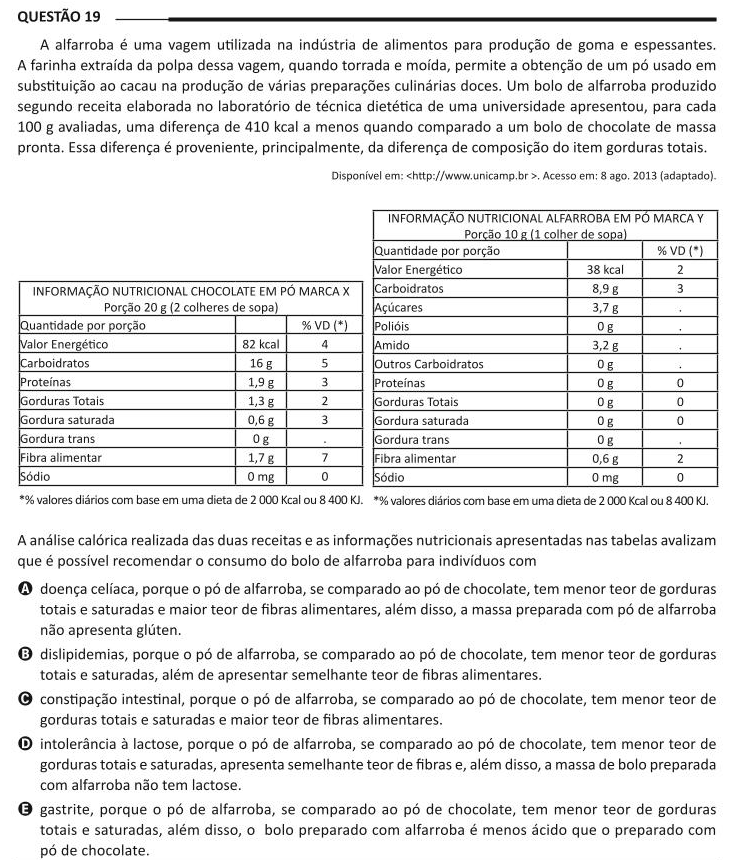 QUESTÃO 19
A alfarroba é uma vagem utilizada na indústria de alimentos para produção de goma e espessantes.
A farinha extraída da polpa dessa vagem, quando torrada e moída, permite a obtenção de um pó usado em
substituição ao cacau na produção de várias preparações culinárias doces. Um bolo de alfarroba produzido
segundo receita elaborada no laboratório de técnica dietética de uma universidade apresentou, para cada
100 g avaliadas, uma diferença de 410 kcal a menos quando comparado a um bolo de chocolate de massa
pronta. Essa diferença é proveniente, principalmente, da diferença de composição do item gorduras totais.
Disponível em: <http://www.unicamp.br >. Acesso em: 8 ago. 2013 (adaptado).
INFORMAÇÃO NUTRICIONAL CHOCOLATE EM PÓ MARCA X
Porção 20 g (2 colheres de sopa)
Quantidade por porção % VD (*)
Valor Energético 82 kcal 4
Carboidratos 16 g 5
Proteínas 1,9 g 3
Gorduras Totais 1,3 g 2
Gordura saturada 0,6 g 3
Gordura trans 0 g .
Fibra alimentar 1,7 g 7
Sódio 0 mg 0
*% valores diários com base em uma dieta de 2 000 Kcal ou 8 400 KJ.
INFORMAÇÃO NUTRICIONAL ALFARROBA EM PÓ MARCA Y
Porção 10 g (1 colher de sopa)
Quantidade por porção % VD (*)
Valor Energético 38 kcal 2
Carboidratos 8,9 g 3
Açúcares 3,7 g .
Polióis 0 g .
Amido 3,2 g .
Outros Carboidratos 0 g .
Proteínas 0 g 0
Gorduras Totais 0 g 0
Gordura saturada 0 g 0
Gordura trans 0 g .
Fibra alimentar 0,6 g 2
Sódio 0 mg 0
*% valores diários com base em uma dieta de 2 000 Kcal ou 8 400 KJ.
A análise calórica realizada das duas receitas e as informações nutricionais apresentadas nas tabelas avalizam
que é possível recomendar o consumo do bolo de alfarroba para indivíduos com
A doença celíaca, porque o pó de alfarroba, se comparado ao pó de chocolate, tem menor teor de gorduras
totais e saturadas e maior teor de fibras alimentares, além disso, a massa preparada com pó de alfarroba
não apresenta glúten.
B dislipidemias, porque o pó de alfarroba, se comparado ao pó de chocolate, tem menor teor de gorduras
totais e saturadas, além de apresentar semelhante teor de fibras alimentares.
C constipação intestinal, porque o pó de alfarroba, se comparado ao pó de chocolate, tem menor teor de
gorduras totais e saturadas e maior teor de fibras alimentares.
D intolerância à lactose, porque o pó de alfarroba, se comparado ao pó de chocolate, tem menor teor de
gorduras totais e saturadas, apresenta semelhante teor de fibras e, além disso, a massa de bolo preparada
com alfarroba não tem lactose.
E gastrite, porque o pó de alfarroba, se comparado ao pó de chocolate, tem menor teor de gorduras
totais e saturadas, além disso, o bolo preparado com alfarroba é menos ácido que o preparado com
pó de chocolate.